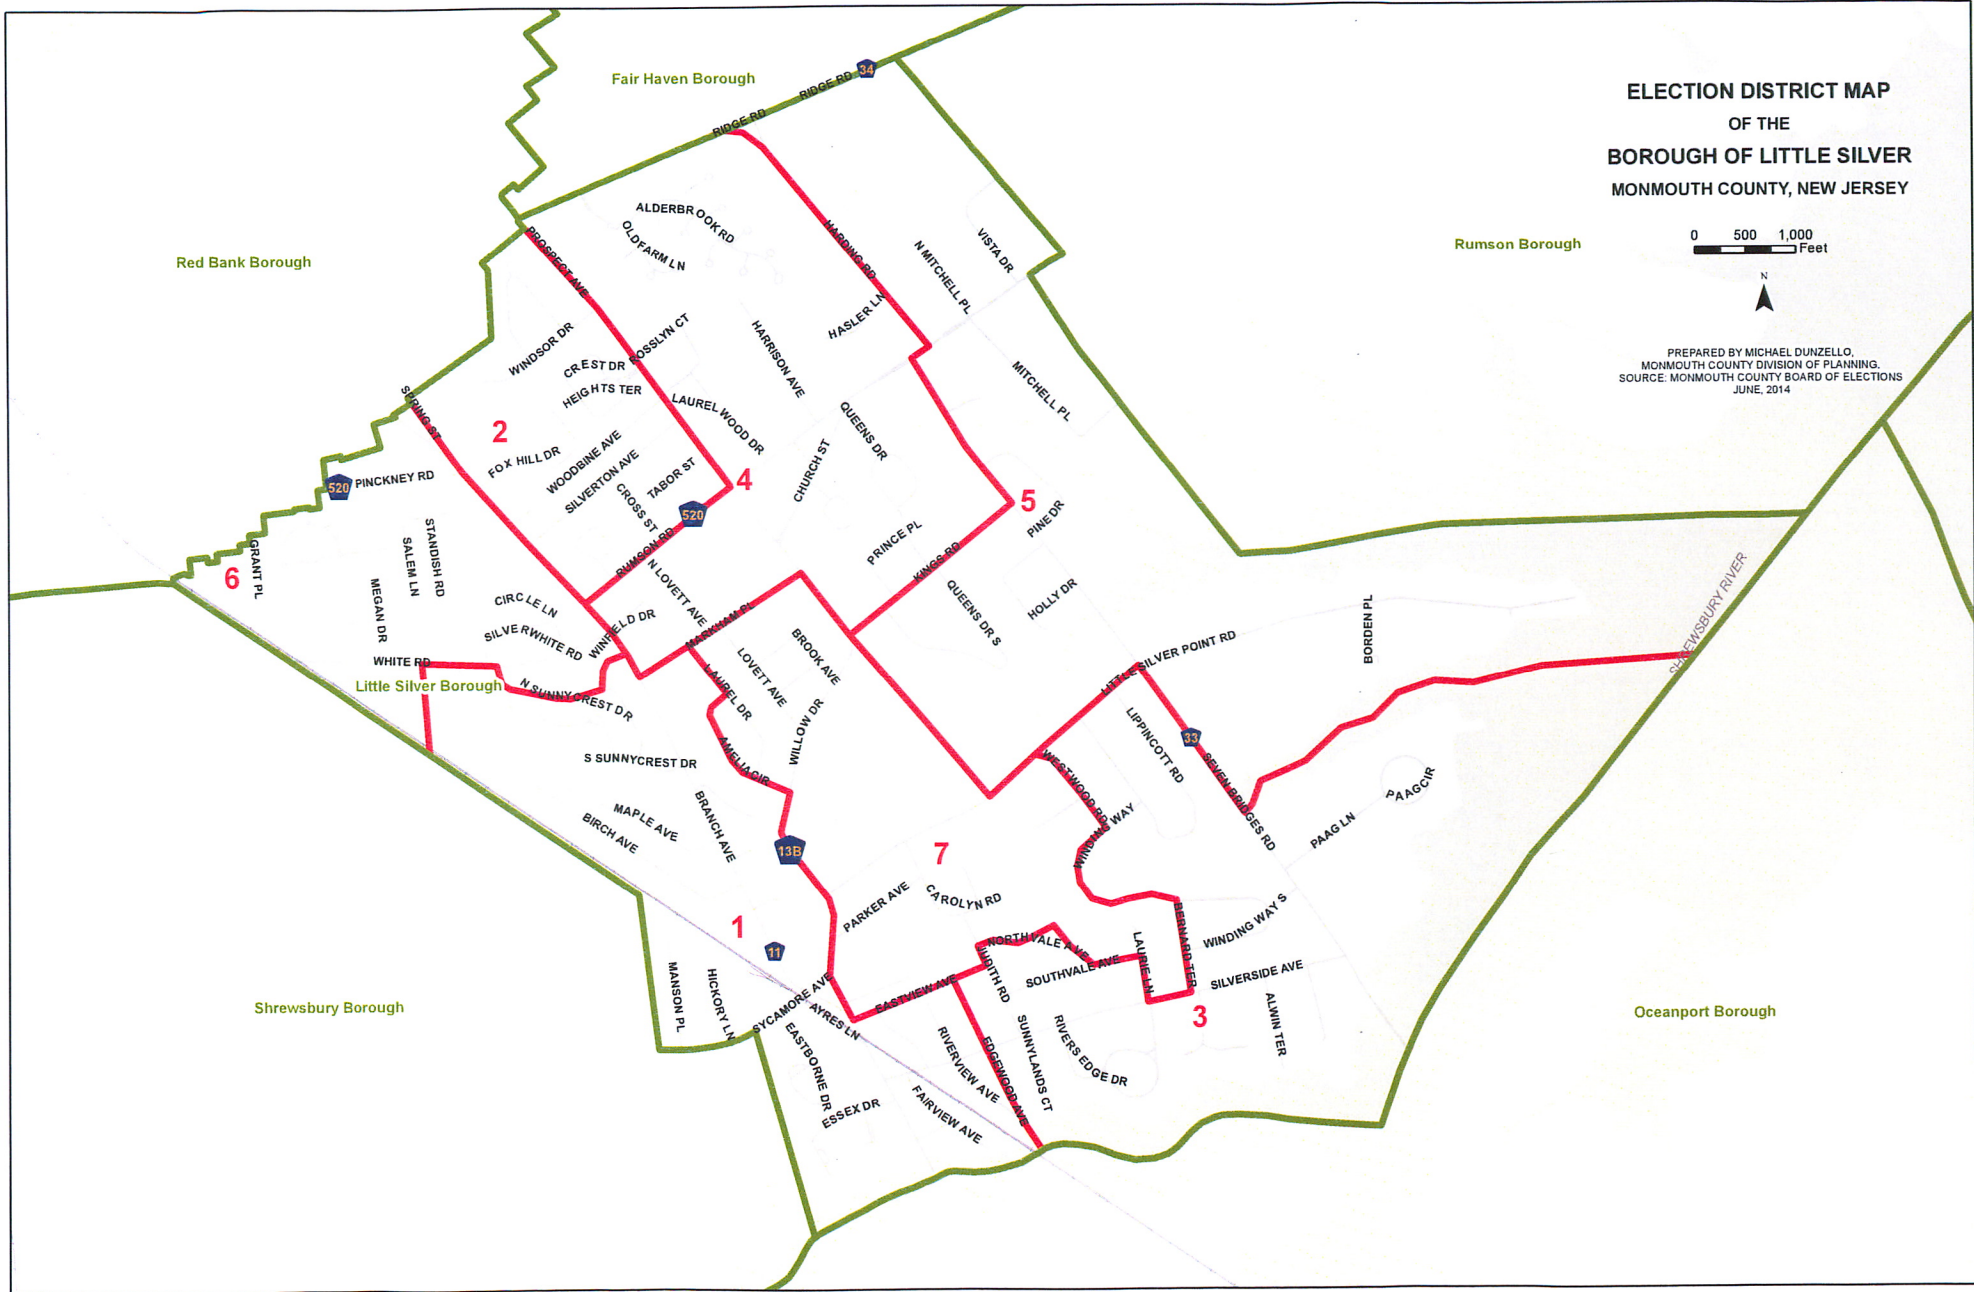 ELECTION DISTRICT MAP
OF THE
BOROUGH OF LITTLE SILVER
MONMOUTH COUNTY, NEW JERSEY
0 500 1,000
Feet
N
PREPARED BY MICHAEL DUNZELLO,
MONMOUTH COUNTY DIVISION OF PLANNING.
SOURCE: MONMOUTH COUNTY BOARD OF ELECTIONS
JUNE, 2014
Fair Haven Borough
RIDGE RD
34
RIDGE RD
Red Bank Borough
Rumson Borough
ALDERBROOK RD
OLDFARM LN
PROSPECT AVE
HARDING RD
N MITCHELL PL
VISTA DR
HASLER LN
WINDSOR DR
ROSSLYN CT
CREST DR
HEIGHTS TER
HARRISON AVE
MITCHELL PL
SPRING ST
LAURELWOOD DR
QUEENS DR
2
FOX HILL DR
WOODBINE AVE
SILVERTON AVE
TABOR ST
CROSS ST
CHURCH ST
4
5
520
PINCKNEY RD
520
RUMSON RD
PRINCE PL
KINGS RD
PINE DR
STANDISH RD
SALEM LN
GRANT PL
6
MEGAN DR
N LOVETT AVE
QUEENS DR S
HOLLY DR
CIRCLE LN
SILVERWHITE RD
WINFIELD DR
MARKHAM PL
BROOK AVE
BORDEN PL
SHREWSBURY RIVER
WHITE RD
Little Silver Borough
N SUNNYCREST DR
LAUREL DR
LOVETT AVE
LITTLE SILVER POINT RD
WILLOW DR
LIPPINCOTT RD
33
S SUNNYCREST DR
AMELIA CIR
WESTWOOD RD
SEVEN BRIDGES RD
PAAG CIR
MAPLE AVE
BIRCH AVE
BRANCH AVE
WINDING WAY
PAAG LN
13B
7
PARKER AVE
CAROLYN RD
1
11
BERNARD TER
WINDING WAY S
NORTHVALE AVE
LAURIE LN
SOUTHVALE AVE
JUDITH RD
SILVERSIDE AVE
MANSON PL
HICKORY LN
SYCAMORE AVE
EASTVIEW AVE
AYRES LN
3
ALWIN TER
Shrewsbury Borough
Oceanport Borough
EASTBORNE DR
RIVERVIEW AVE
EDGEWOOD AVE
SUNNYLANDS CT
RIVERS EDGE DR
ESSEX DR
FAIRVIEW AVE